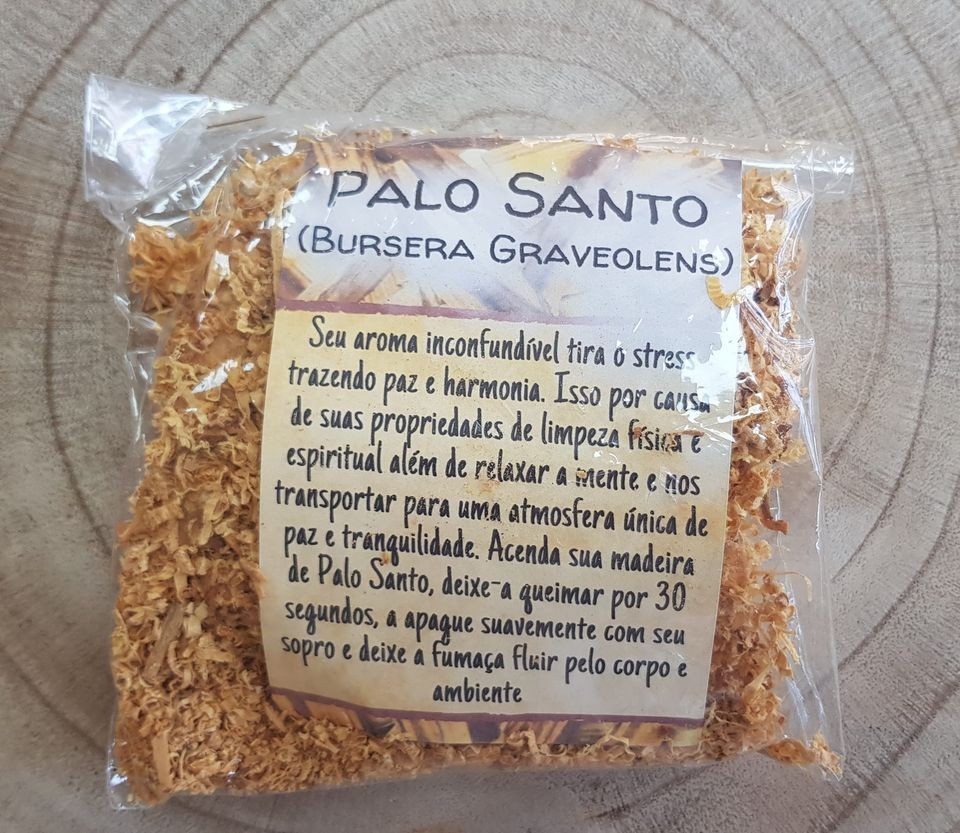 PALO SANTO
(BURSERA GRAVEOLENS)
Seu aroma inconfundível tira o stress
trazendo paz e harmonia. Isso por causa
de suas propriedades de limpeza física e
espiritual além de relaxar a mente e nos
transportar para uma atmosfera única de
paz e tranquilidade. Acenda sua madeira
de Palo Santo, deixe-a queimar por 30
segundos, a apague suavemente com seu
sopro e deixe a fumaça fluir pelo corpo e
ambiente